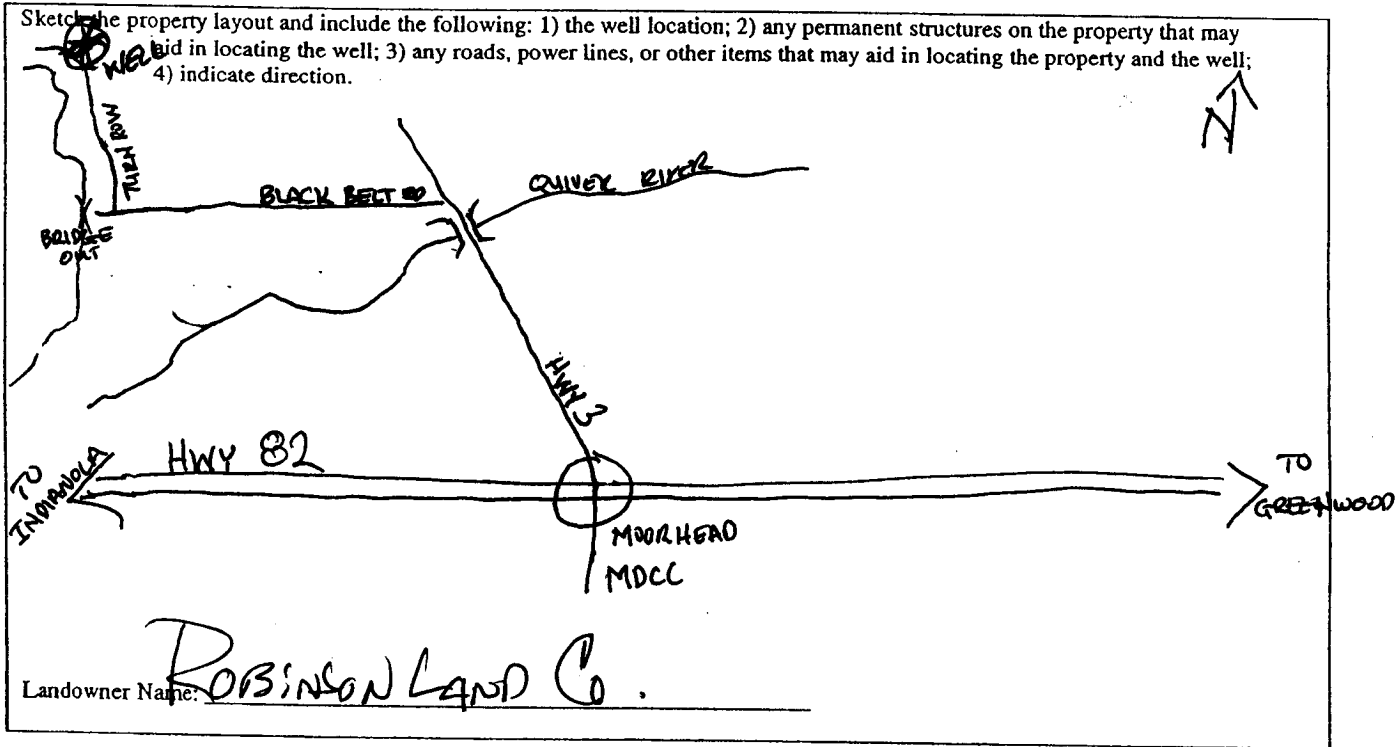 Sketch the property layout and include the following: 1) the well location; 2) any permanent structures on the property that may
aid in locating the well; 3) any roads, power lines, or other items that may aid in locating the property and the well;
4) indicate direction.
WELL
N
TURN ROW
BLACK BELT RD
QUIVER RIVER
BRIDGE
OUT
HWY 3
HWY 82
TO
INDIANOLA
TO
GREENWOOD
MOORHEAD
MDCC
Landowner Name: ROBINSON LAND CO.